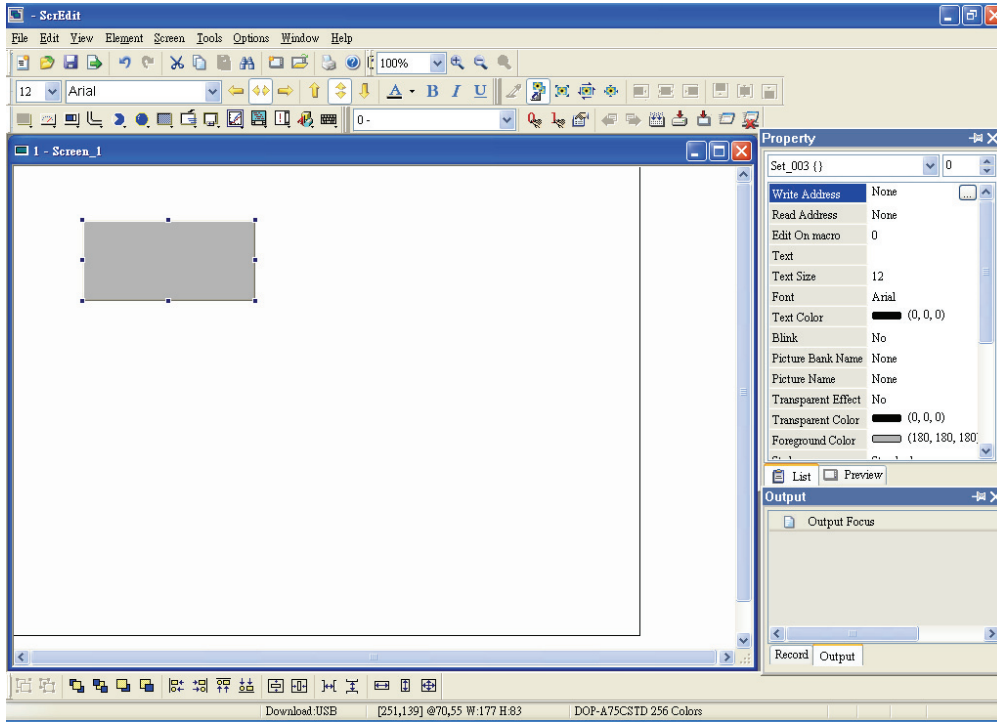 - ScrEdit
File Edit View Element Screen Tools Options Window Help
100%
12 Arial A B I U
0 -
1 - Screen_1
Property
Set_003 {} 0
Write Address None ...
Read Address None
Edit On macro 0
Text
Text Size 12
Font Arial
Text Color (0, 0, 0)
Blink No
Picture Bank Name None
Picture Name None
Transparent Effect No
Transparent Color (0, 0, 0)
Foreground Color (180, 180, 180)
List Preview
Output
Output Focus
Record Output
Download:USB [251,139] @70,55 W:177 H:83 DOP-A75CSTD 256 Colors